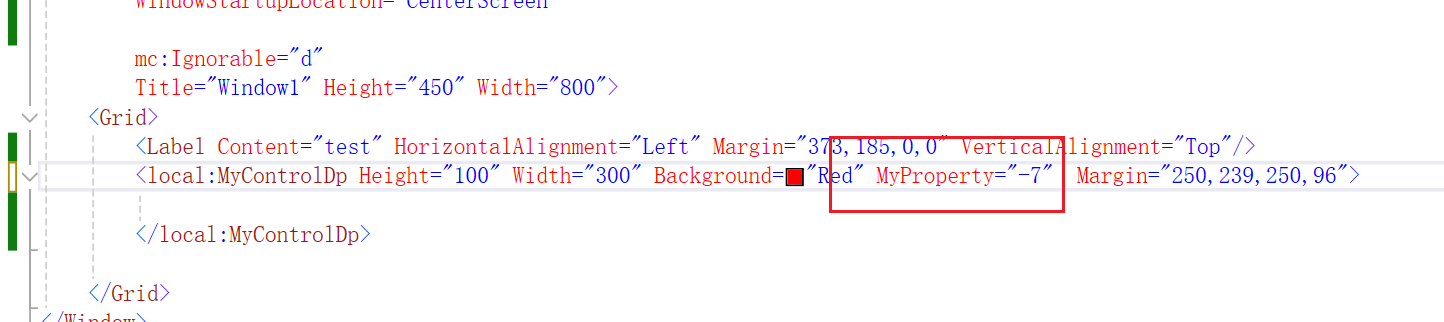 WindowStartupLocation="CenterScreen"
mc:Ignorable="d"
Title="Window1" Height="450" Width="800">
<Grid>
<Label Content="test" HorizontalAlignment="Left" Margin="373,185,0,0" VerticalAlignment="Top"/>
<local:MyControlDp Height="100" Width="300" Background="Red" MyProperty="-7" Margin="250,239,250,96">
</local:MyControlDp>
</Grid>
</Window>